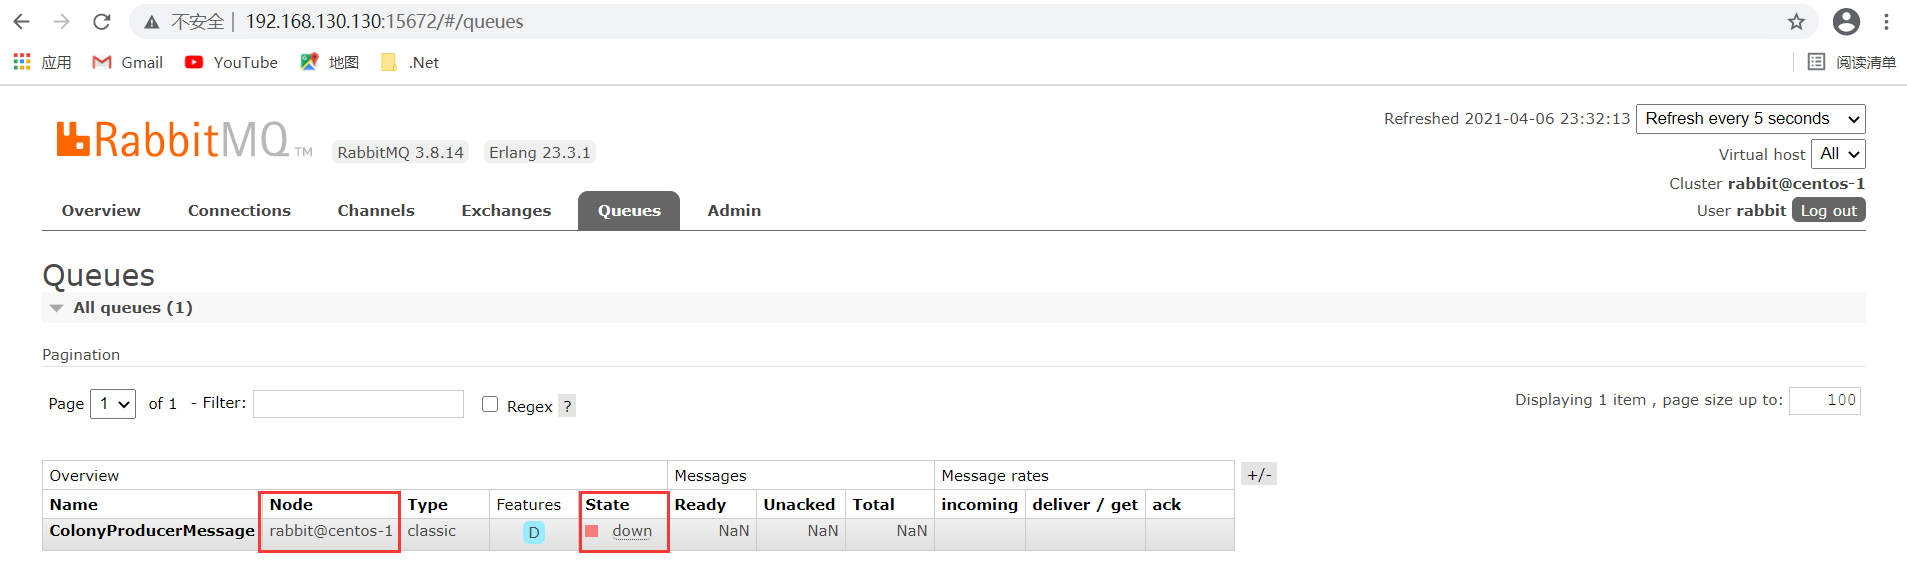 不安全 | 192.168.130.130:15672/#/queues
应用 Gmail YouTube 地图 .Net 阅读清单
Refreshed 2021-04-06 23:32:13 Refresh every 5 seconds
RabbitMQ TM RabbitMQ 3.8.14 Erlang 23.3.1
Virtual host All
Cluster rabbit@centos-1
User rabbit Log out
Overview Connections Channels Exchanges Queues Admin
Queues
All queues (1)
Pagination
Page 1 of 1 - Filter: Regex ? Displaying 1 item , page size up to: 100
Overview Messages Message rates +/-
Name Node Type Features State Ready Unacked Total incoming deliver / get ack
ColonyProducerMessage rabbit@centos-1 classic D down NaN NaN NaN